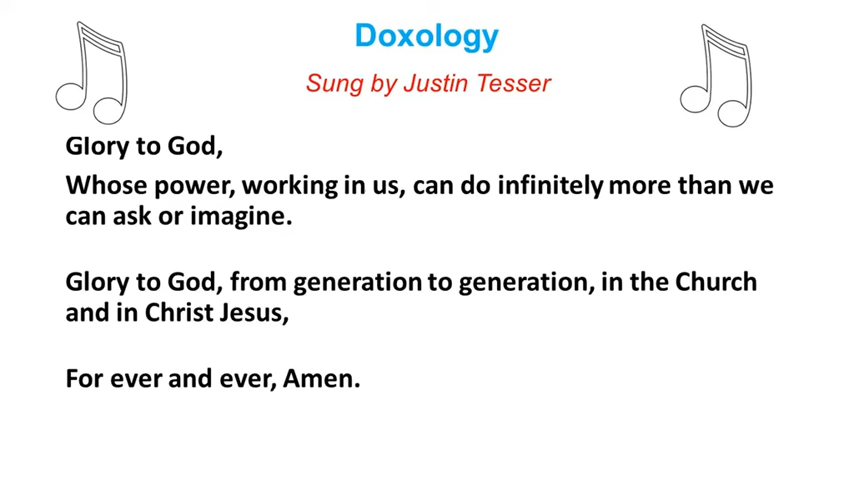 Doxology
Sung by Justin Tesser
Glory to God,
Whose power, working in us, can do infinitely more than we
can ask or imagine.
Glory to God, from generation to generation, in the Church
and in Christ Jesus,
For ever and ever, Amen.